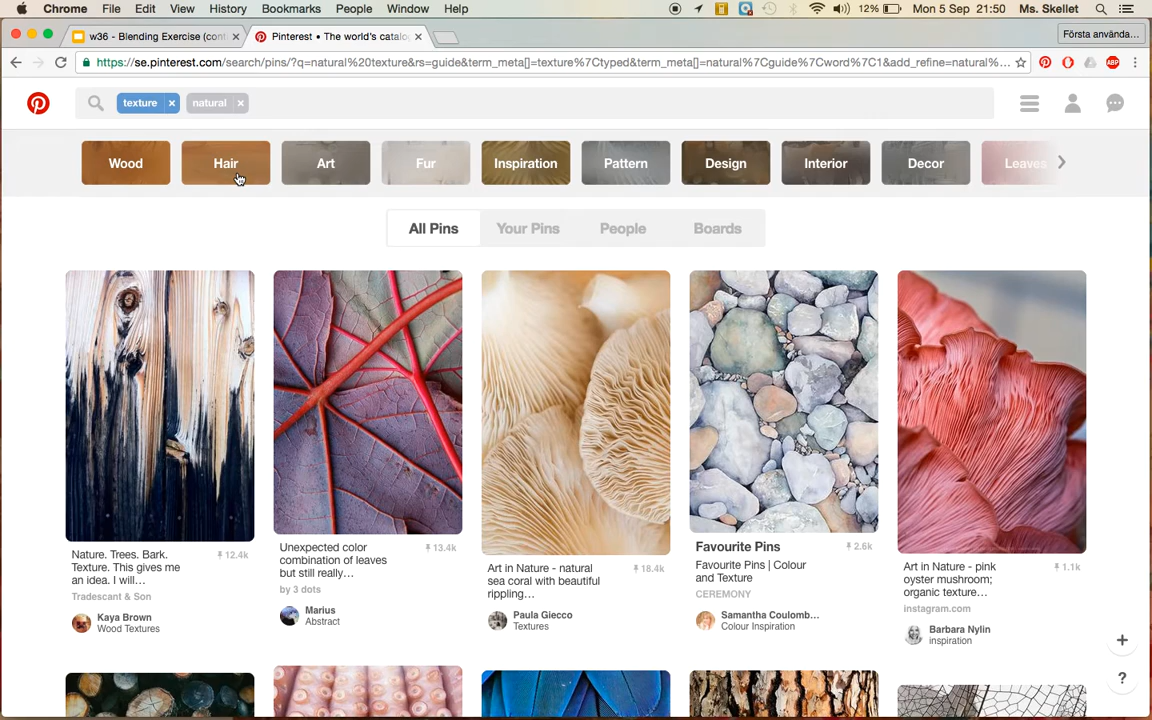 Chrome File Edit View History Bookmarks People Window Help 12% Mon 5 Sep 21:50 Ms. Skellet
w36 - Blending Exercise (cont × Pinterest • The world's catalo × Första använda...
https://se.pinterest.com/search/pins/?q=natural%20texture&rs=guide&term_meta[]=texture%7Ctyped&term_meta[]=natural%7Cguide%7Cword%7C1&add_refine=natural%... ABP
texture × natural ×
Wood Hair Art Fur Inspiration Pattern Design Interior Decor Leaves
All Pins Your Pins People Boards
Nature. Trees. Bark.
Texture. This gives me
an idea. I will...
12.4k
Tradescant & Son
Kaya Brown
Wood Textures
Unexpected color
combination of leaves
but still really...
13.4k
by 3 dots
Marius
Abstract
Art in Nature - natural
sea coral with beautiful
rippling...
18.4k
Paula Giecco
Textures
Favourite Pins
2.6k
Favourite Pins | Colour
and Texture
CEREMONY
Samantha Coulomb...
Colour Inspiration
Art in Nature - pink
oyster mushroom;
organic texture...
1.1k
instagram.com
Barbara Nylin
inspiration
+
?